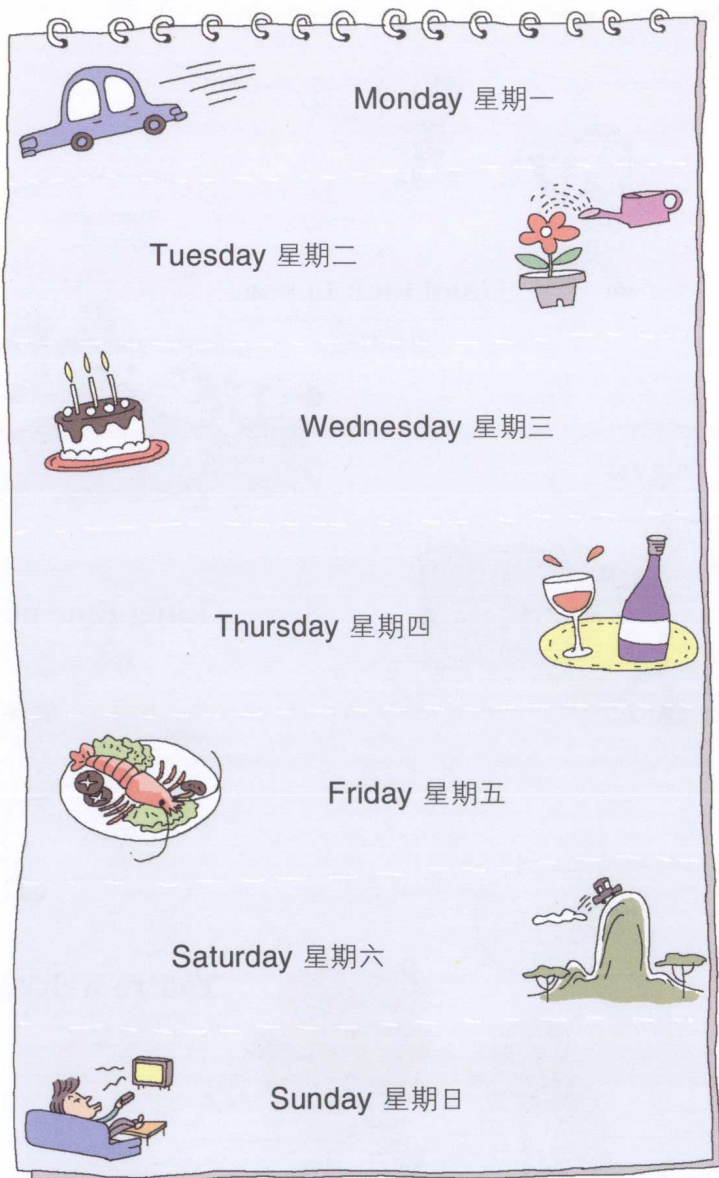 Monday 星期一
Tuesday 星期二
Wednesday 星期三
Thursday 星期四
Friday 星期五
Saturday 星期六
Sunday 星期日